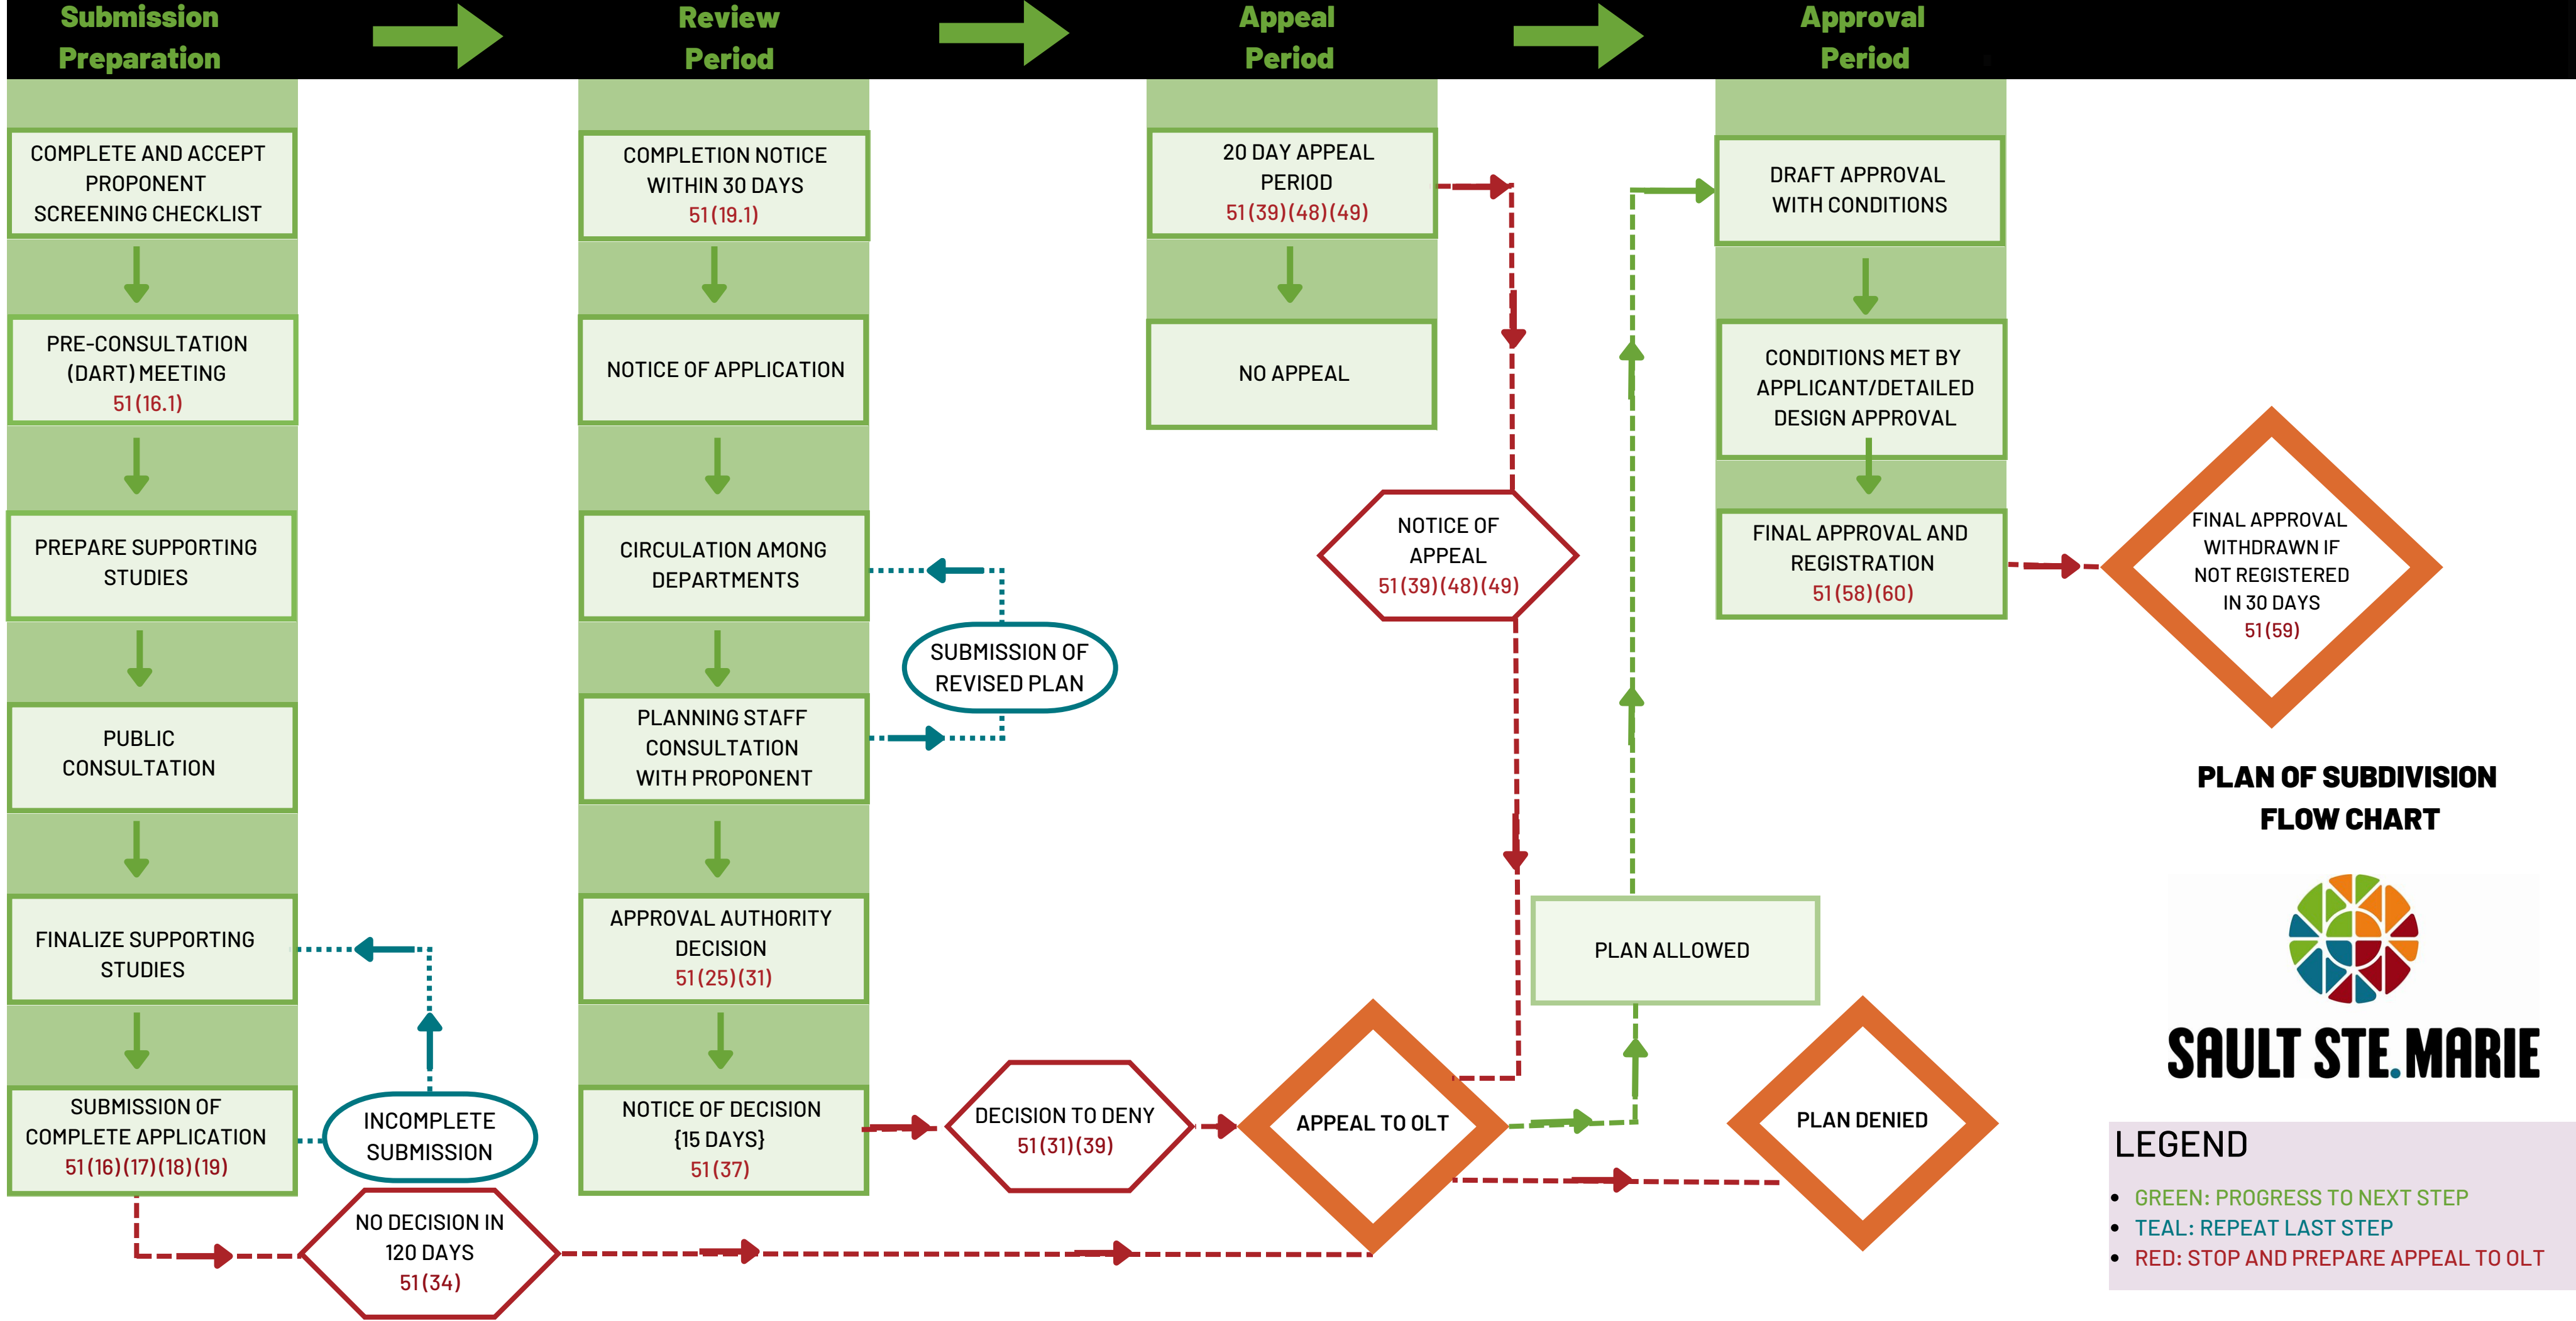 Submission
Preparation
Review
Period
Appeal
Period
Approval
Period
COMPLETE AND ACCEPT
PROPONENT
SCREENING CHECKLIST
PRE-CONSULTATION
(DART) MEETING
51 (16.1)
PREPARE SUPPORTING
STUDIES
PUBLIC
CONSULTATION
FINALIZE SUPPORTING
STUDIES
SUBMISSION OF
COMPLETE APPLICATION
51 (16) (17) (18) (19)
INCOMPLETE
SUBMISSION
NO DECISION IN
120 DAYS
51 (34)
COMPLETION NOTICE
WITHIN 30 DAYS
51 (19.1)
NOTICE OF APPLICATION
CIRCULATION AMONG
DEPARTMENTS
SUBMISSION OF
REVISED PLAN
PLANNING STAFF
CONSULTATION
WITH PROPONENT
APPROVAL AUTHORITY
DECISION
51 (25) (31)
NOTICE OF DECISION
{15 DAYS}
51 (37)
DECISION TO DENY
51 (31) (39)
20 DAY APPEAL
PERIOD
51 (39) (48) (49)
NO APPEAL
NOTICE OF
APPEAL
51 (39) (48) (49)
APPEAL TO OLT
PLAN ALLOWED
PLAN DENIED
DRAFT APPROVAL
WITH CONDITIONS
CONDITIONS MET BY
APPLICANT/DETAILED
DESIGN APPROVAL
FINAL APPROVAL AND
REGISTRATION
51 (58) (60)
FINAL APPROVAL
WITHDRAWN IF
NOT REGISTERED
IN 30 DAYS
51 (59)
PLAN OF SUBDIVISION
FLOW CHART
SAULT STE.MARIE
LEGEND
• GREEN: PROGRESS TO NEXT STEP
• TEAL: REPEAT LAST STEP
• RED: STOP AND PREPARE APPEAL TO OLT